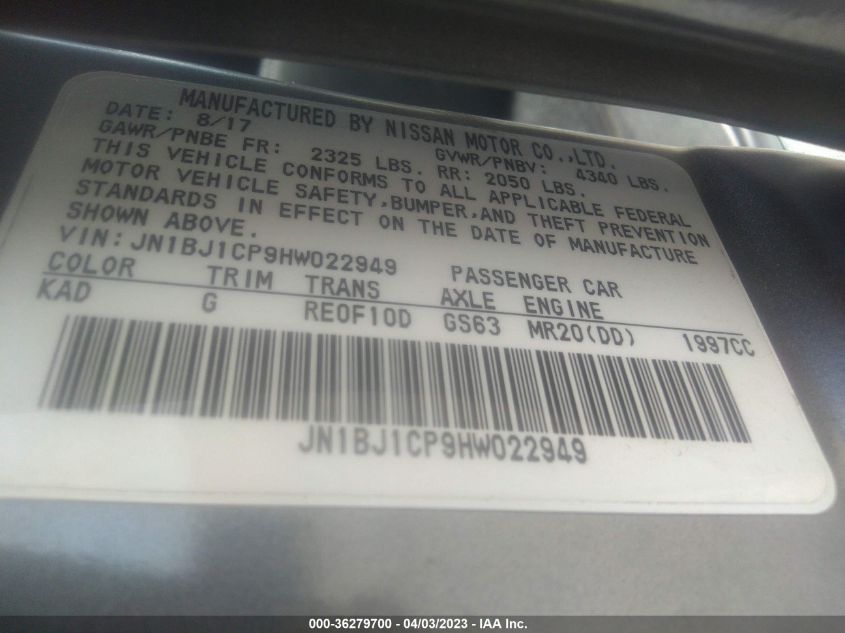 MANUFACTURED BY NISSAN MOTOR CO.,LTD.
DATE: 8/17 GVWR/PNBV: 4340 LBS.
GAWR/PNBE FR: 2325 LBS. RR: 2050 LBS.
THIS VEHICLE CONFORMS TO ALL APPLICABLE FEDERAL
MOTOR VEHICLE SAFETY,BUMPER,AND THEFT PREVENTION
STANDARDS IN EFFECT ON THE DATE OF MANUFACTURE
SHOWN ABOVE.
VIN:JN1BJ1CP9HW022949 PASSENGER CAR
COLOR TRIM TRANS AXLE ENGINE
KAD G RE0F10D GS63 MR20(DD) 1997CC
JN1BJ1CP9HW022949
000-36279700 - 04/03/2023 - IAA Inc.